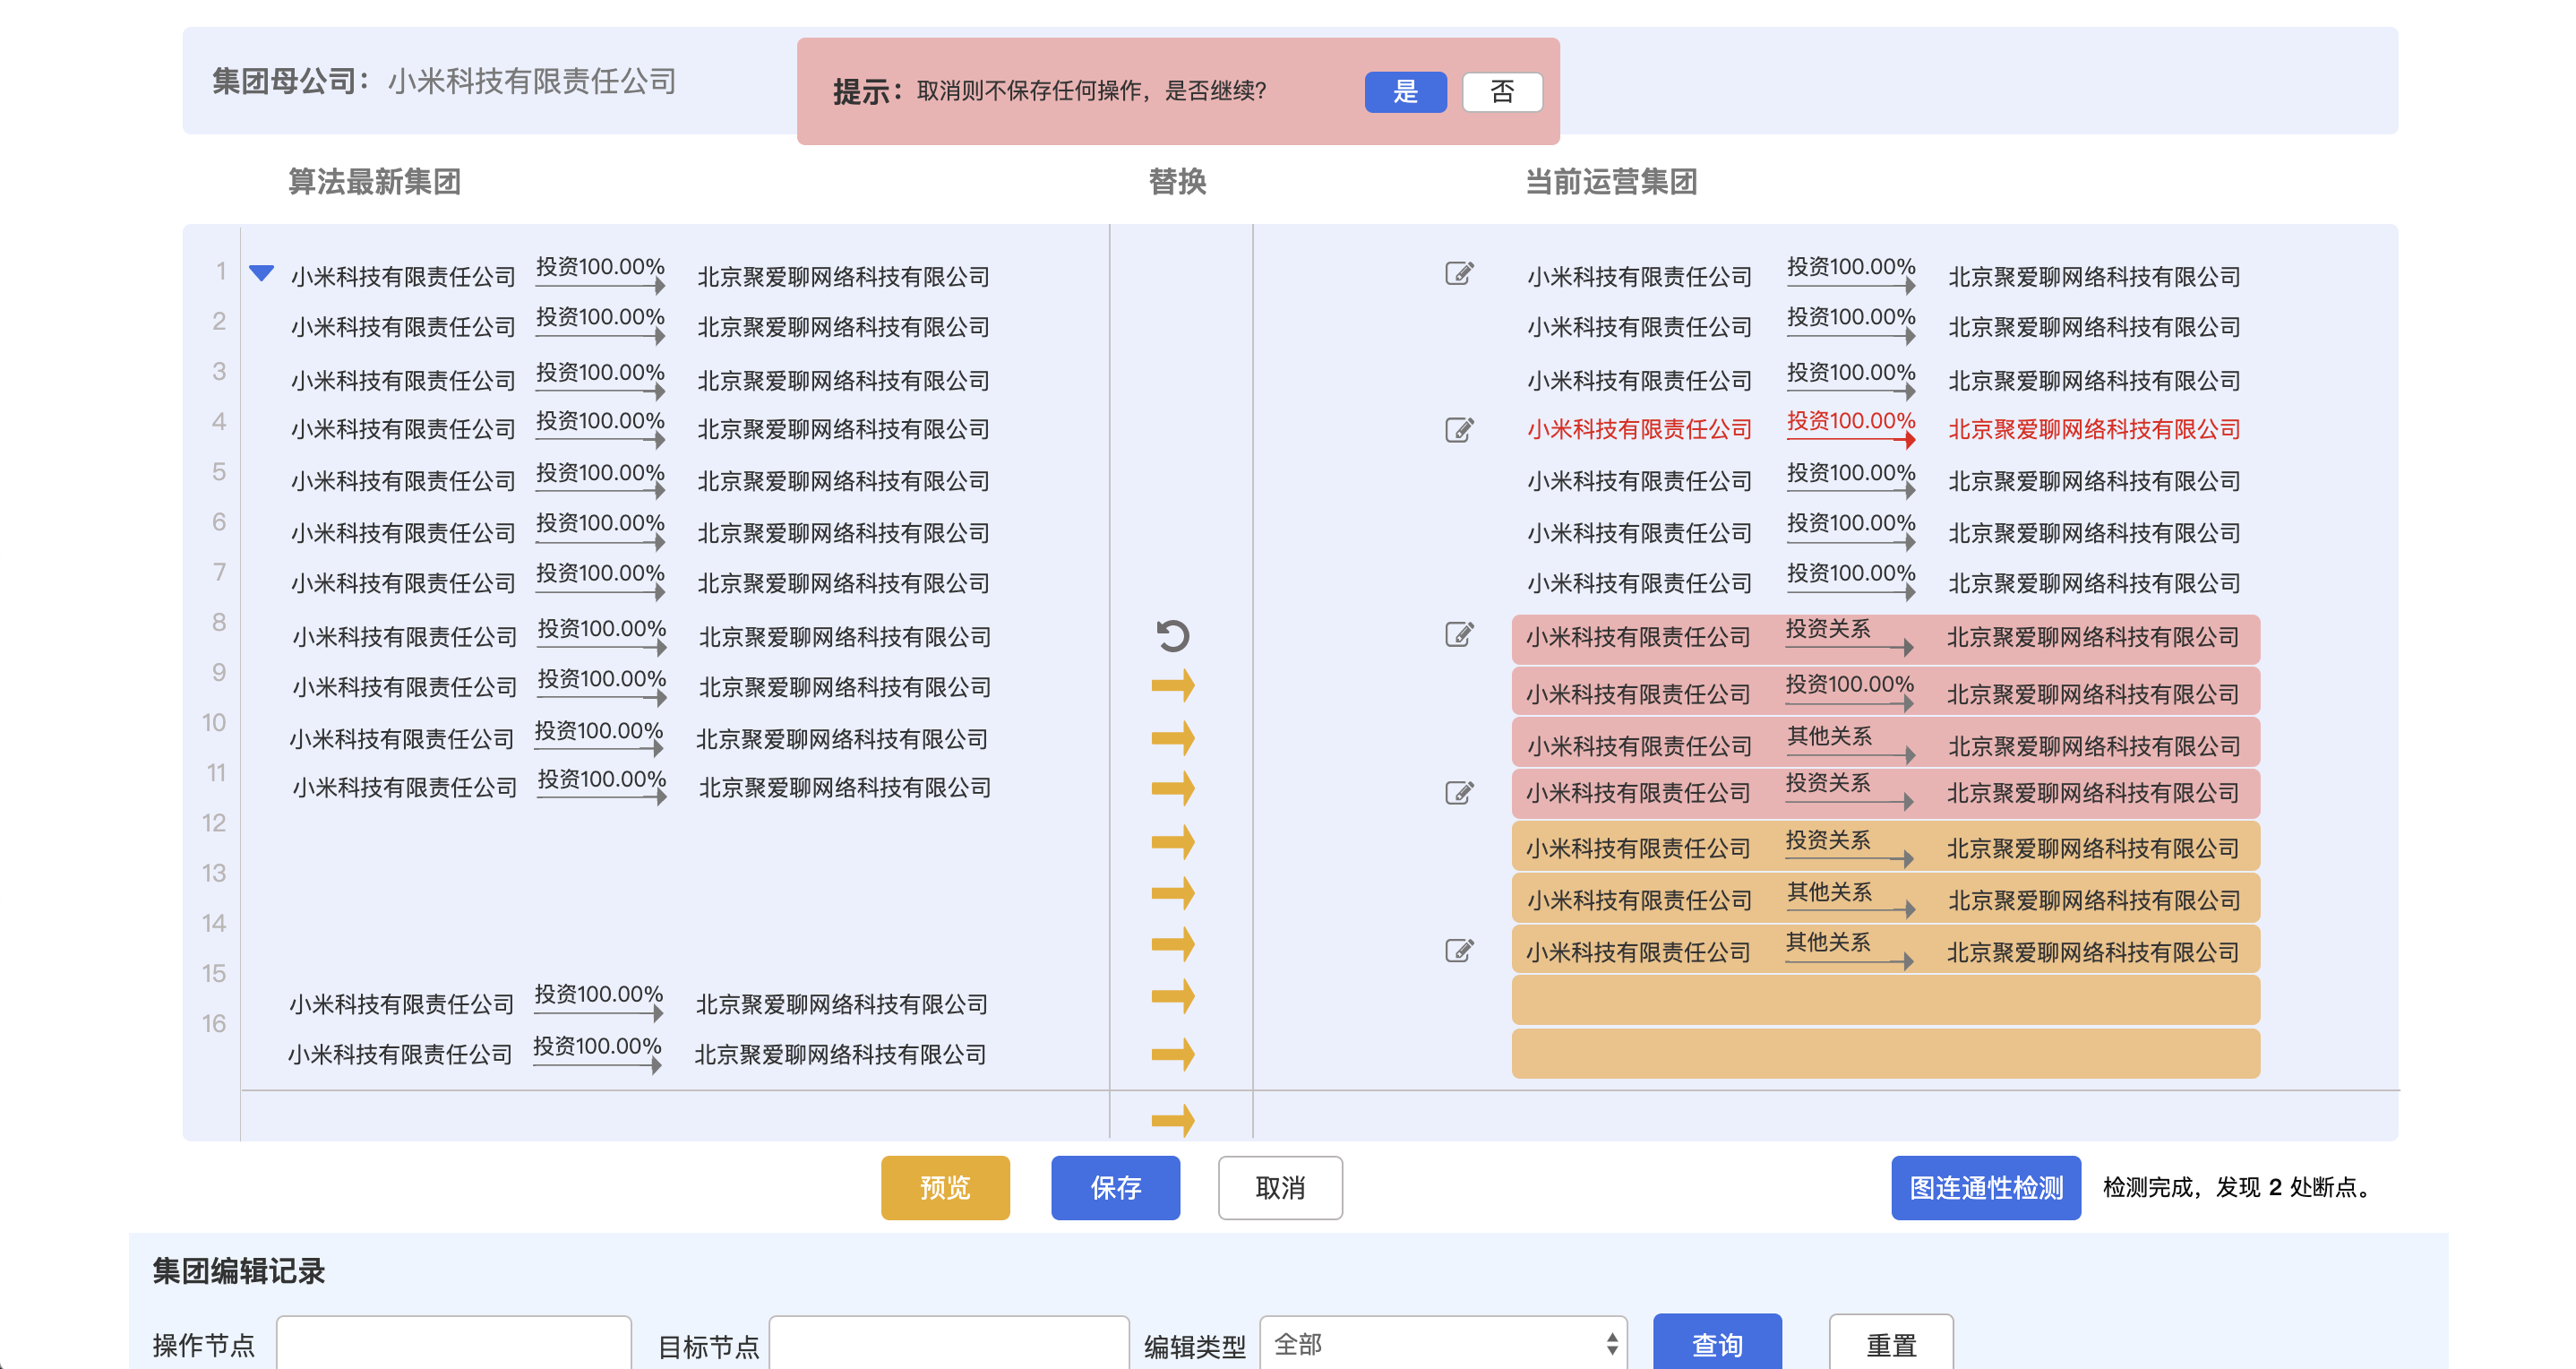 集团母公司：小米科技有限责任公司
提示：取消则不保存任何操作，是否继续？ 是 否
算法最新集团 替换 当前运营集团
1 小米科技有限责任公司 投资100.00% 北京聚爱聊网络科技有限公司 小米科技有限责任公司 投资100.00% 北京聚爱聊网络科技有限公司
2 小米科技有限责任公司 投资100.00% 北京聚爱聊网络科技有限公司 小米科技有限责任公司 投资100.00% 北京聚爱聊网络科技有限公司
3 小米科技有限责任公司 投资100.00% 北京聚爱聊网络科技有限公司 小米科技有限责任公司 投资100.00% 北京聚爱聊网络科技有限公司
4 小米科技有限责任公司 投资100.00% 北京聚爱聊网络科技有限公司 小米科技有限责任公司 投资100.00% 北京聚爱聊网络科技有限公司
5 小米科技有限责任公司 投资100.00% 北京聚爱聊网络科技有限公司 小米科技有限责任公司 投资100.00% 北京聚爱聊网络科技有限公司
6 小米科技有限责任公司 投资100.00% 北京聚爱聊网络科技有限公司 小米科技有限责任公司 投资100.00% 北京聚爱聊网络科技有限公司
7 小米科技有限责任公司 投资100.00% 北京聚爱聊网络科技有限公司 小米科技有限责任公司 投资100.00% 北京聚爱聊网络科技有限公司
8 小米科技有限责任公司 投资100.00% 北京聚爱聊网络科技有限公司 小米科技有限责任公司 投资关系 北京聚爱聊网络科技有限公司
9 小米科技有限责任公司 投资100.00% 北京聚爱聊网络科技有限公司 小米科技有限责任公司 投资100.00% 北京聚爱聊网络科技有限公司
10 小米科技有限责任公司 投资100.00% 北京聚爱聊网络科技有限公司 小米科技有限责任公司 其他关系 北京聚爱聊网络科技有限公司
11 小米科技有限责任公司 投资100.00% 北京聚爱聊网络科技有限公司 小米科技有限责任公司 投资关系 北京聚爱聊网络科技有限公司
12 小米科技有限责任公司 投资关系 北京聚爱聊网络科技有限公司
13 小米科技有限责任公司 其他关系 北京聚爱聊网络科技有限公司
14 小米科技有限责任公司 其他关系 北京聚爱聊网络科技有限公司
15 小米科技有限责任公司 投资100.00% 北京聚爱聊网络科技有限公司
16 小米科技有限责任公司 投资100.00% 北京聚爱聊网络科技有限公司
预览 保存 取消 图连通性检测 检测完成，发现 2 处断点。
集团编辑记录
操作节点 目标节点 编辑类型 全部 查询 重置